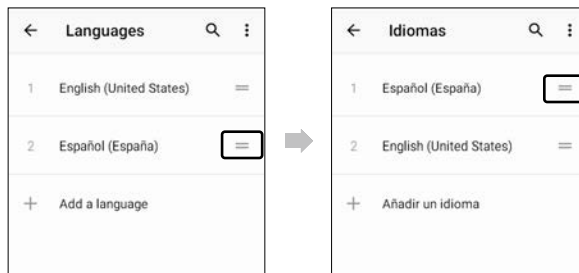 Languages
1 English (United States)
2 Español (España)
Add a language
Idiomas
1 Español (España)
2 English (United States)
Añadir un idioma